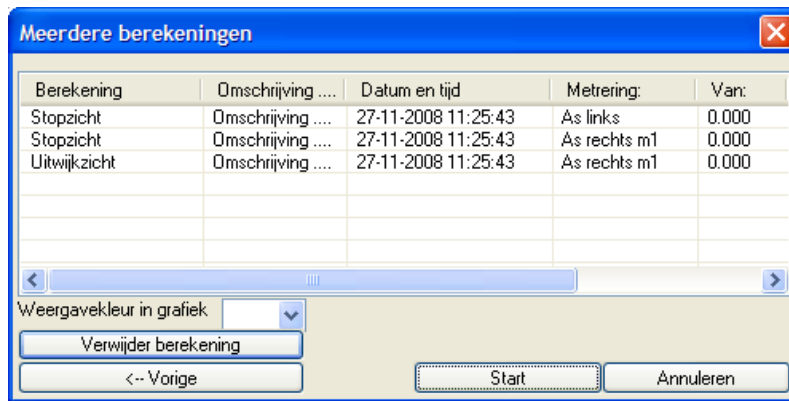 Meerdere berekeningen
Berekening Omschrijving .... Datum en tijd Metrering: Van:
Stopzicht Omschrijving .... 27-11-2008 11:25:43 As links 0.000
Stopzicht Omschrijving .... 27-11-2008 11:25:43 As rechts m1 0.000
Uitwijkzicht Omschrijving .... 27-11-2008 11:25:43 As rechts m1 0.000
Weergavekleur in grafiek
Verwijder berekening
<-- Vorige Start Annuleren